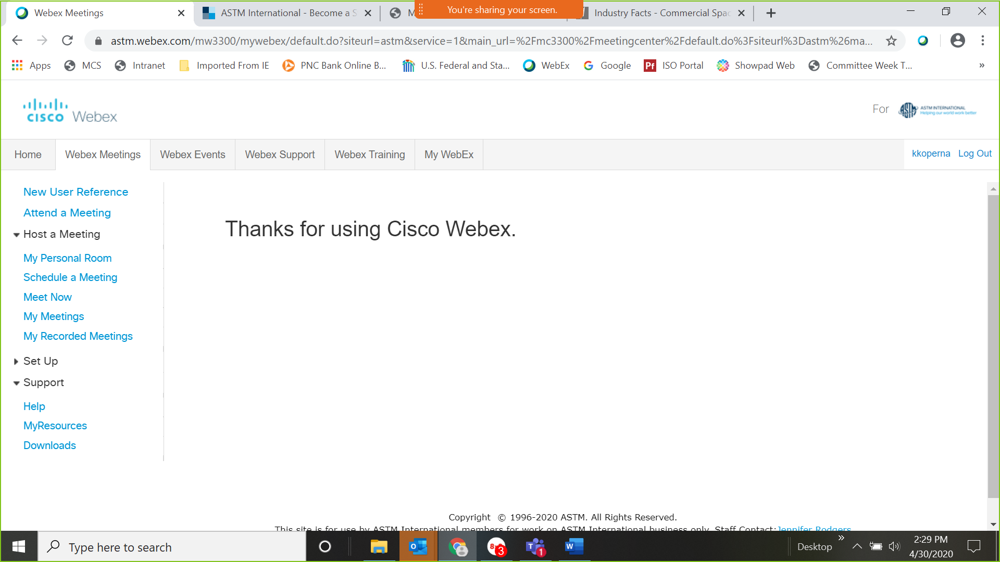 Webex Meetings
ASTM International - Become a S
M
You're sharing your screen.
Industry Facts - Commercial Spac
astm.webex.com/mw3300/mywebex/default.do?siteurl=astm&service=1&main_url=%2Fmc3300%2Fmeetingcenter%2Fdefault.do%3Fsiteurl%3Dastm%26ma...
Apps MCS Intranet Imported From IE PNC Bank Online B... U.S. Federal and Sta... WebEx Google Pf ISO Portal Showpad Web Committee Week T... »
cisco Webex
For ASTM INTERNATIONAL
Helping our world work better
Home Webex Meetings Webex Events Webex Support Webex Training My WebEx kkoperna Log Out
New User Reference
Attend a Meeting
Host a Meeting
My Personal Room
Schedule a Meeting
Meet Now
My Meetings
My Recorded Meetings
Set Up
Support
Help
MyResources
Downloads
Thanks for using Cisco Webex.
Copyright © 1996-2020 ASTM. All Rights Reserved.
This site is for use by ASTM International members for work on ASTM International business only. Staff Contact: Jennifer Rodgers
Type here to search
3
1
Desktop »
2:29 PM
4/30/2020